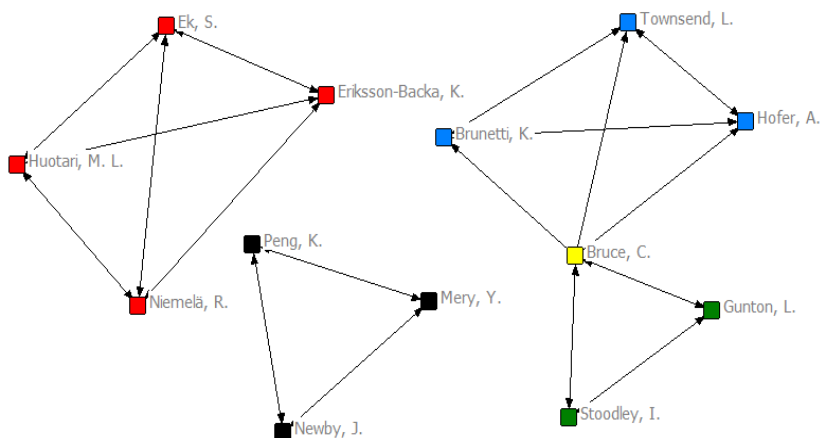 Ek, S.
Townsend, L.
Eriksson-Backa, K.
Hofer, A.
Brunetti, K.
Huotari, M. L.
Peng, K.
Bruce, C.
Niemelä, R.
Mery, Y.
Gunton, L.
Stoodley, I.
Newby, J.